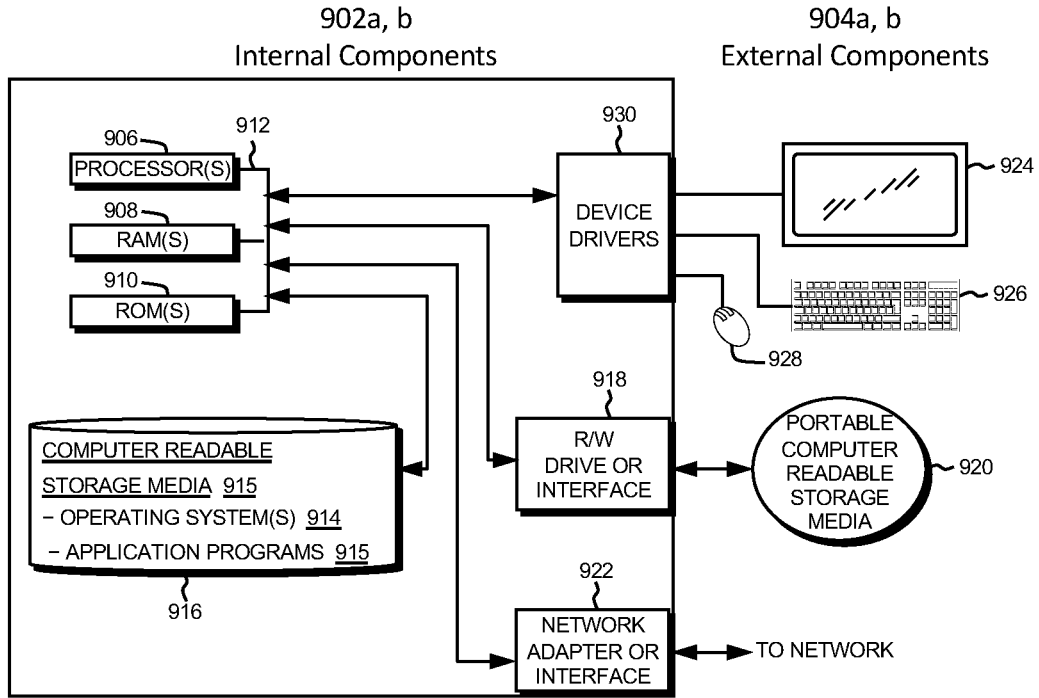 902a, b
Internal Components
904a, b
External Components
906
PROCESSOR(S)
912
908
RAM(S)
910
ROM(S)
930
DEVICE
DRIVERS
924
926
928
COMPUTER READABLE
STORAGE MEDIA 915
– OPERATING SYSTEM(S) 914
– APPLICATION PROGRAMS 915
916
918
R/W
DRIVE OR
INTERFACE
PORTABLE
COMPUTER
READABLE
STORAGE
MEDIA
920
922
NETWORK
ADAPTER OR
INTERFACE
TO NETWORK